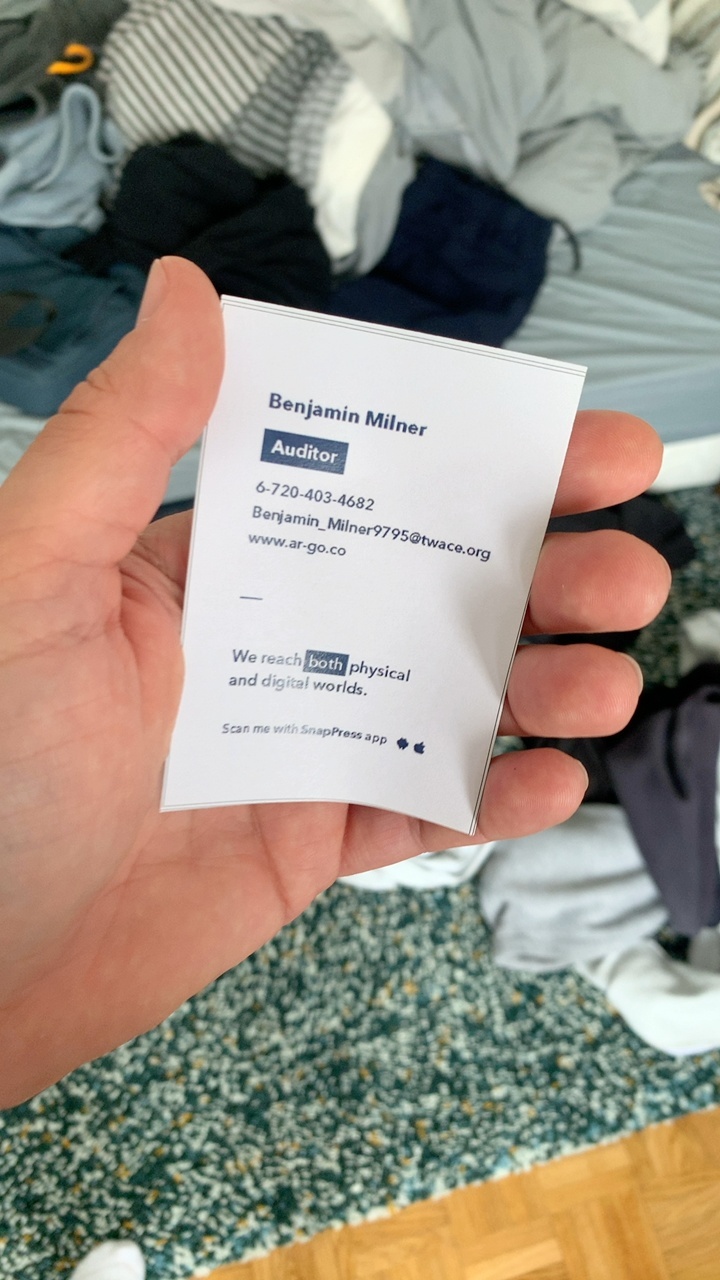 Benjamin Milner
Auditor
6-720-403-4682
Benjamin_Milner9795@twace.org
www.ar-go.co
We reach both physical
and digital worlds.
Scan me with SnapPress app